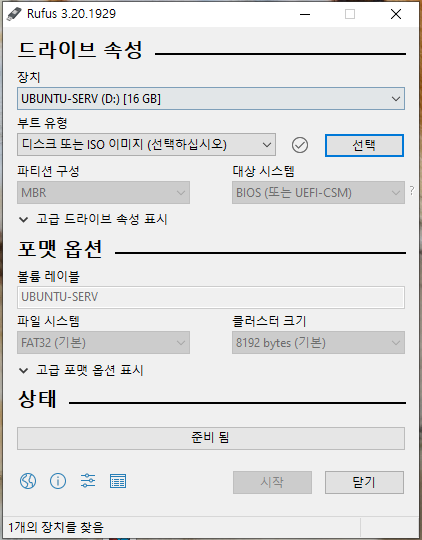 Rufus 3.20.1929
드라이브 속성
장치
UBUNTU-SERV (D:) [16 GB]
부트 유형
디스크 또는 ISO 이미지 (선택하십시오) 선택
파티션 구성 대상 시스템
MBR BIOS (또는 UEFI-CSM) ?
고급 드라이브 속성 표시
포맷 옵션
볼륨 레이블
UBUNTU-SERV
파일 시스템 클러스터 크기
FAT32 (기본) 8192 bytes (기본)
고급 포맷 옵션 표시
상태
준비 됨
시작 닫기
1개의 장치를 찾음